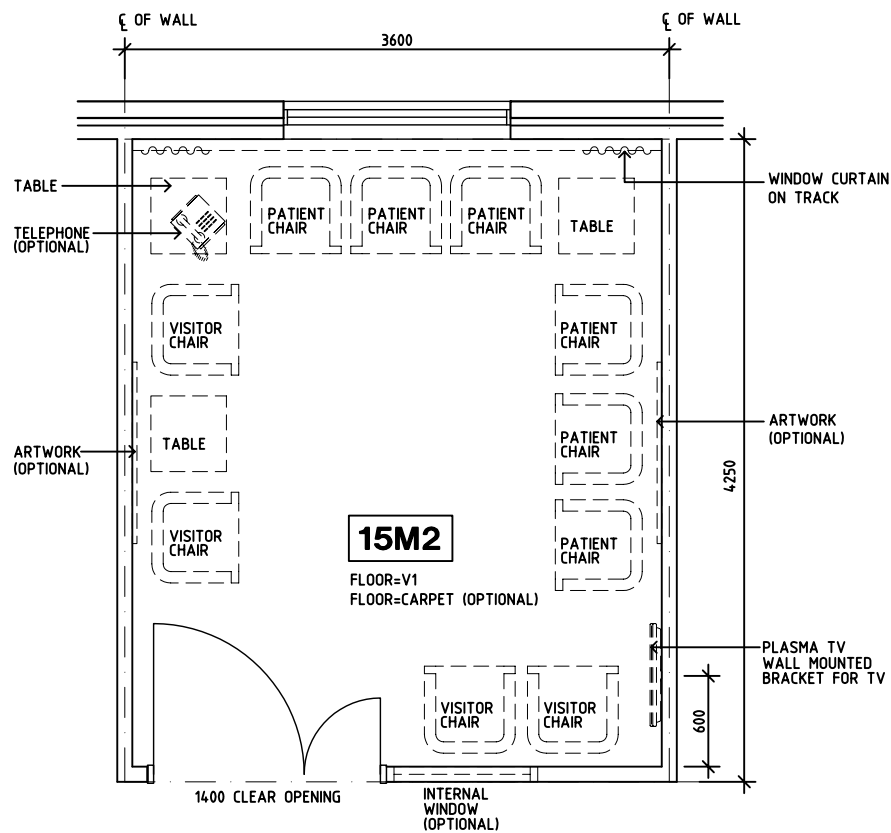 ℄ OF WALL
℄ OF WALL
3600
TABLE
TELEPHONE
(OPTIONAL)
PATIENT
CHAIR
PATIENT
CHAIR
PATIENT
CHAIR
TABLE
WINDOW CURTAIN
ON TRACK
VISITOR
CHAIR
PATIENT
CHAIR
TABLE
ARTWORK
(OPTIONAL)
PATIENT
CHAIR
ARTWORK
(OPTIONAL)
4250
VISITOR
CHAIR
15M2
PATIENT
CHAIR
FLOOR=V1
FLOOR=CARPET (OPTIONAL)
PLASMA TV
WALL MOUNTED
BRACKET FOR TV
VISITOR
CHAIR
VISITOR
CHAIR
600
1400 CLEAR OPENING
INTERNAL
WINDOW
(OPTIONAL)